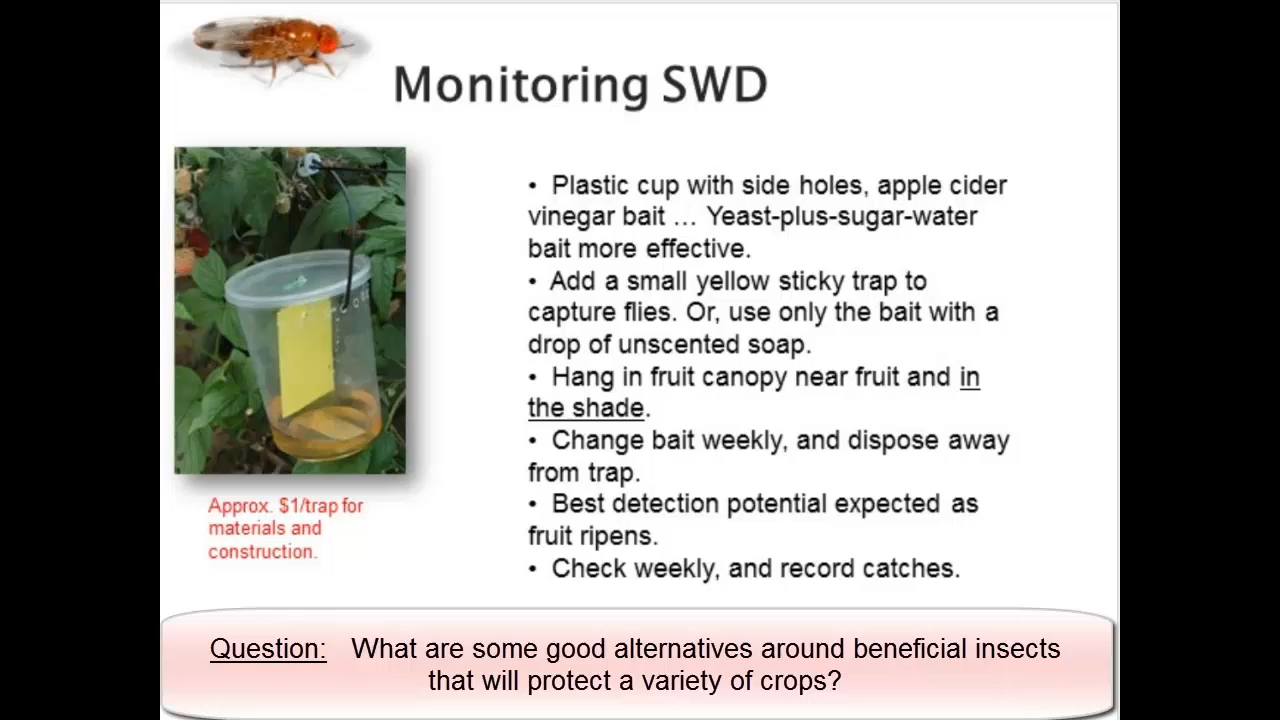 Monitoring SWD
• Plastic cup with side holes, apple cider
vinegar bait … Yeast-plus-sugar-water
bait more effective.
• Add a small yellow sticky trap to
capture flies. Or, use only the bait with a
drop of unscented soap.
• Hang in fruit canopy near fruit and in
the shade.
• Change bait weekly, and dispose away
from trap.
• Best detection potential expected as
fruit ripens.
• Check weekly, and record catches.
Approx. $1/trap for
materials and
construction.
Question: What are some good alternatives around beneficial insects
that will protect a variety of crops?